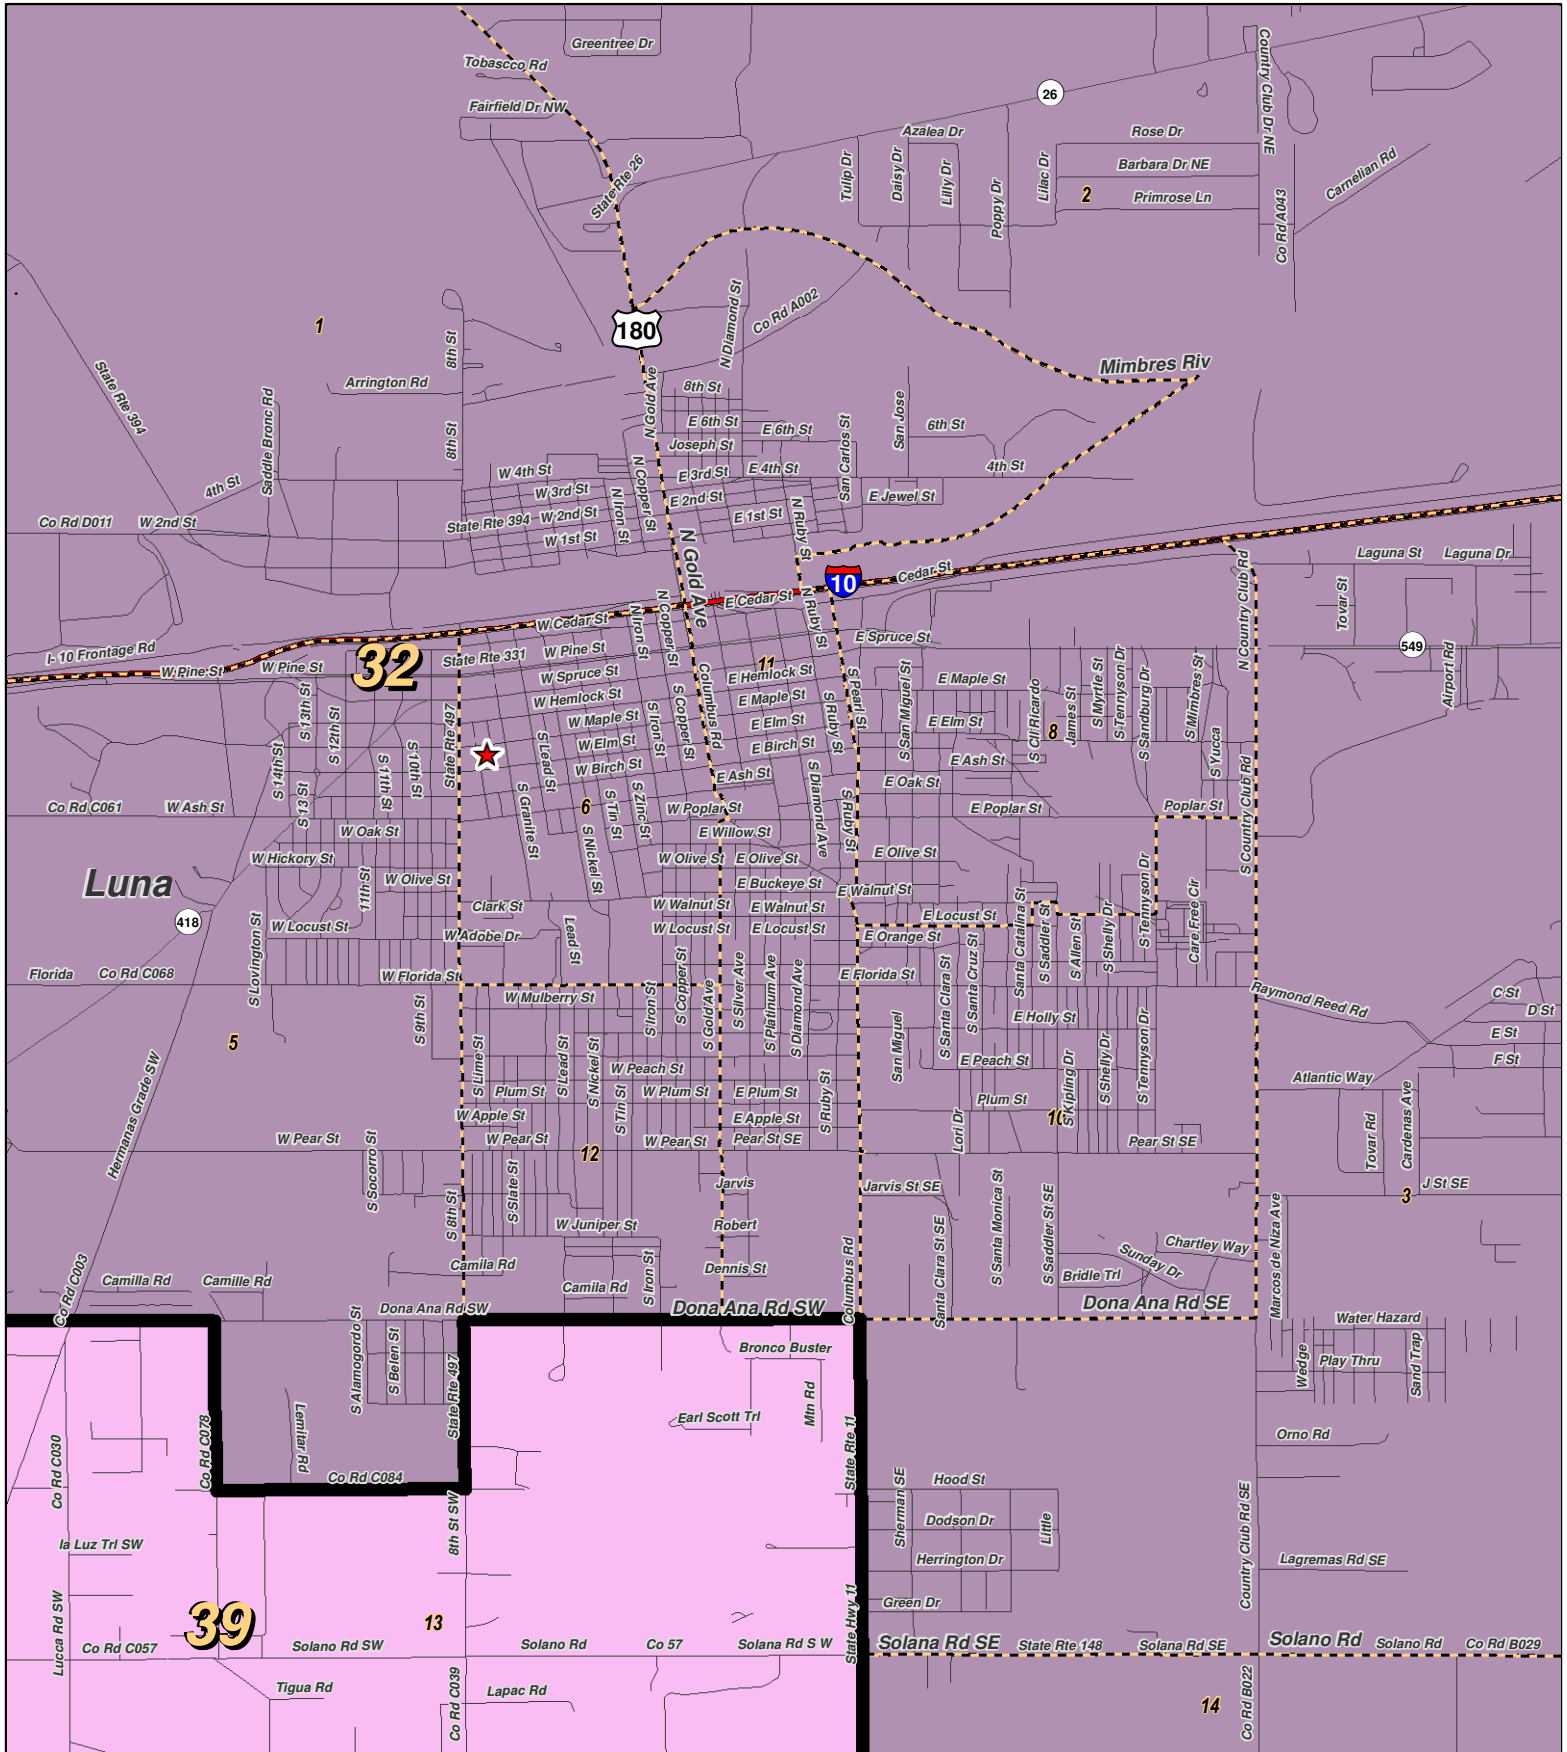 Greentree Dr
Tobascco Rd
Fairfield Dr NW
State Rte 26
26
Country Club Dr NE
Azalea Dr
Rose Dr
Tulip Dr
Daisy Dr
Lilly Dr
Poppy Dr
Lilac Dr
Barbara Dr NE
2
Primrose Ln
Carnelian Rd
Co Rd A043
1
180
N Diamond St
Co Rd A002
Mimbres Riv
State Rte 394
8th St
Arrington Rd
Saddle Bronc Rd
8th St
N Gold Ave
8th St
E 6th St
E 6th St
Joseph St
San Carlos St
San Jose
6th St
4th St
4th St
W 4th St
E 3rd St
E 4th St
W 3rd St
N Iron St
N Copper St
E 2nd St
E Jewel St
Co Rd D011
W 2nd St
State Rte 394
W 2nd St
E 1st St
N Ruby St
W 1st St
N Gold Ave
Laguna St
Laguna Dr
10
Cedar St
E Cedar St
N Country Club Rd
Tovar St
I- 10 Frontage Rd
W Cedar St
N Iron St
N Copper St
N Ruby St
E Spruce St
549
W Pine St
W Pine St
32
State Rte 331
W Pine St
W Spruce St
11
E Hemlock St
Airport Rd
W Hemlock St
Columbus Rd
S Pearl St
S San Miguel St
E Maple St
S Cll Ricardo
James St
S Myrtle St
S Tennyson Dr
S Sandburg Dr
S Mimbres St
S 13th St
S 12th St
State Rte 497
W Maple St
S Iron St
S Copper St
E Maple St
E Elm St
S Ruby St
E Elm St
8
S Yucca
S 14th St
S 11th St
S 10th St
S Lead St
W Elm St
E Birch St
W Birch St
E Ash St
E Ash St
E Oak St
Co Rd C061
W Ash St
S 13 St
S Granite St
6
S Tin St
S Zinc St
W Poplar St
S Diamond Ave
S Ruby St
E Poplar St
Poplar St
S Country Club Rd
W Oak St
E Willow St
W Hickory St
S Nickel St
W Olive St
E Olive St
E Olive St
Luna
11th St
W Olive St
E Buckeye St
E Walnut St
S Tennyson Dr
Care Free Cir
418
Clark St
W Walnut St
E Walnut St
E Locust St
W Locust St
W Adobe Dr
Lead St
W Locust St
E Locust St
E Orange St
Santa Catalina St
S Saddler St
S Allen St
S Shelly Dr
S Lovington St
Florida
Co Rd C068
W Florida St
E Florida St
W Mulberry St
S Iron St
S Copper St
S Gold Ave
S Silver Ave
S Platinum Ave
S Diamond Ave
S Santa Clara St
S Santa Cruz St
Raymond Reed Rd
C St
D St
S 9th St
5
San Miguel
E Holly St
E St
S Lime St
S Lead St
S Nickel St
W Peach St
E Peach St
S Kipling Dr
S Shelly Dr
S Tennyson Dr
F St
Hermanas Grade SW
Plum St
S Tin St
W Plum St
E Plum St
S Ruby St
Plum St
10
Atlantic Way
Cardenas Ave
W Apple St
E Apple St
Lori Dr
Tovar Rd
W Pear St
W Pear St
12
W Pear St
Pear St SE
Pear St SE
S Socorro St
S 8th St
S Slate St
Jarvis
Jarvis St SE
J St SE
3
W Juniper St
Robert
Columbus Rd
Santa Clara St SE
S Santa Monica St
S Saddler St SE
Chartley Way
Sunday Dr
Bridle Trl
Marcos de Niza Ave
Co Rd C003
Camilla Rd
Camille Rd
Camila Rd
Camila Rd
S Iron St
Dennis St
Dona Ana Rd SW
Dona Ana Rd SW
Dona Ana Rd SE
Water Hazard
S Alamogordo St
S Belen St
State Rte 497
Bronco Buster
Wedge
Play Thru
Sand Trap
Lemitar Rd
Co Rd C078
Earl Scott Trl
Mtn Rd
State Rte 11
Orno Rd
Co Rd C030
Co Rd C084
Hood St
Sherman SE
Country Club Rd SE
la Luz Trl SW
8th St SW
Dodson Dr
Little
Herrington Dr
Lagremas Rd SE
Lucca Rd SW
39
13
State Hwy 11
Green Dr
Co Rd C057
Solano Rd SW
Solano Rd
Co 57
Solana Rd S W
Solana Rd SE
State Rte 148
Solana Rd SE
Solano Rd
Solano Rd
Co Rd B029
Tigua Rd
Co Rd C039
Lapac Rd
14
Co Rd B022